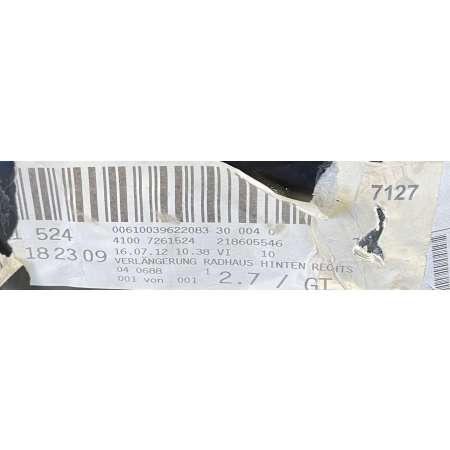 7127
00610039622083 30 004 0
1 524
4100 7261524 218605546
18 23 09
16.07.12 10.38 VI 10
VERLÄNGERUNG RADHAUS HINTEN RECHTS
04 0688 1
001 von 001
2.7 / GT